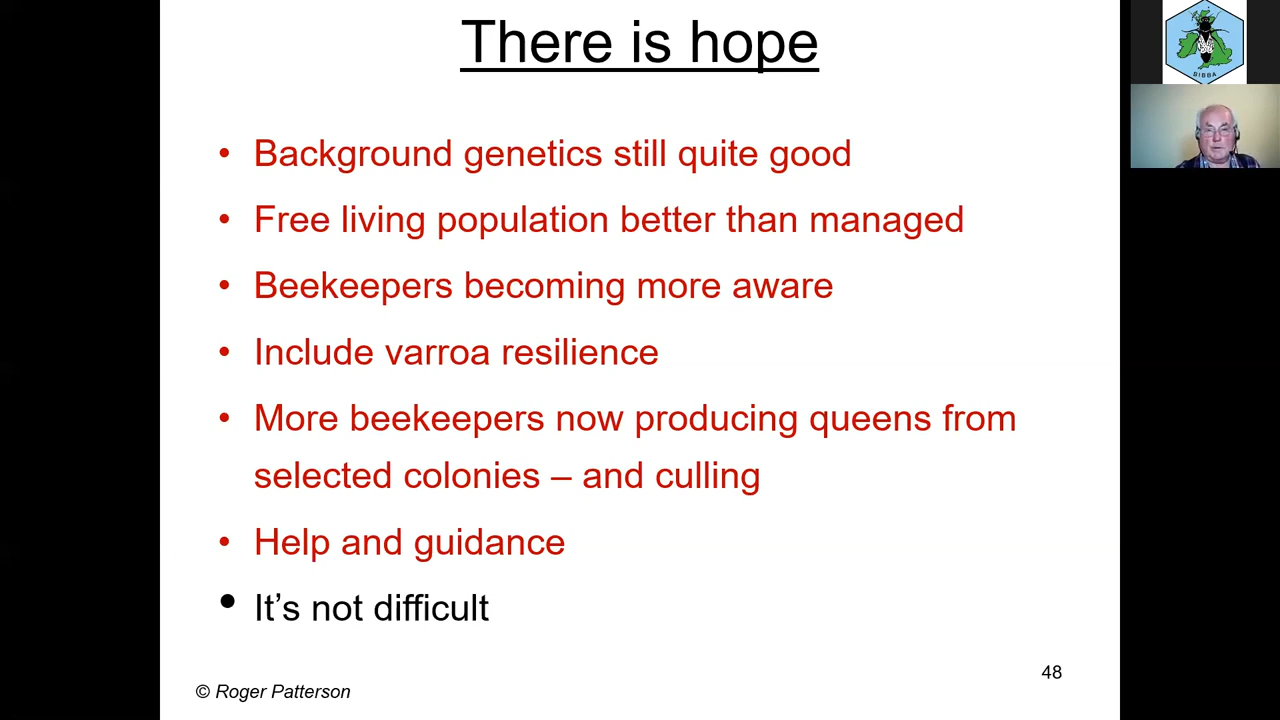 There is hope
• Background genetics still quite good
• Free living population better than managed
• Beekeepers becoming more aware
• Include varroa resilience
• More beekeepers now producing queens from
selected colonies – and culling
• Help and guidance
• It’s not difficult
48
© Roger Patterson
BIBBA